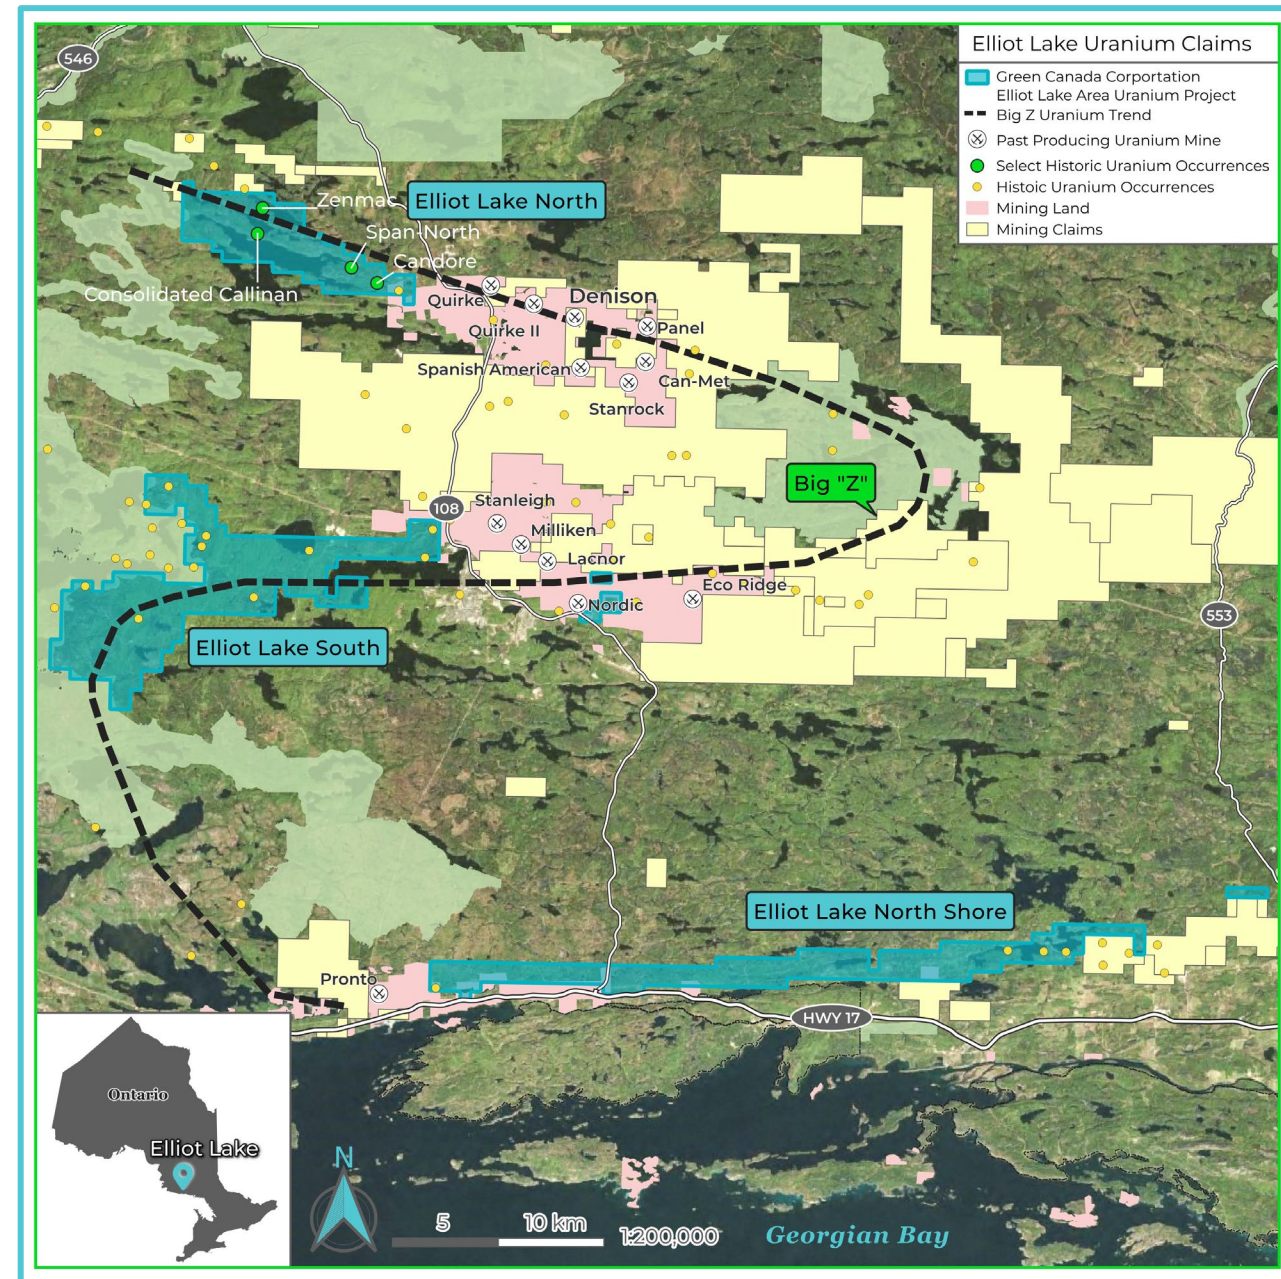 Elliot Lake Uranium Claims
Green Canada Corportation
Elliot Lake Area Uranium Project
Big Z Uranium Trend
Past Producing Uranium Mine
Select Historic Uranium Occurrences
Histoic Uranium Occurrences
Mining Land
Mining Claims
546
Zenmac
Elliot Lake North
Span-North
Candore
Consolidated Callinan
Quirke
Denison
Quirke II
Panel
Spanish American
Can-Met
Stanrock
Big "Z"
Stanleigh
108
Milliken
Lacnor
Eco Ridge
Nordic
553
Elliot Lake South
Elliot Lake North Shore
Pronto
HWY 17
Ontario
Elliot Lake
N
5
10 km
1:200,000
Georgian Bay